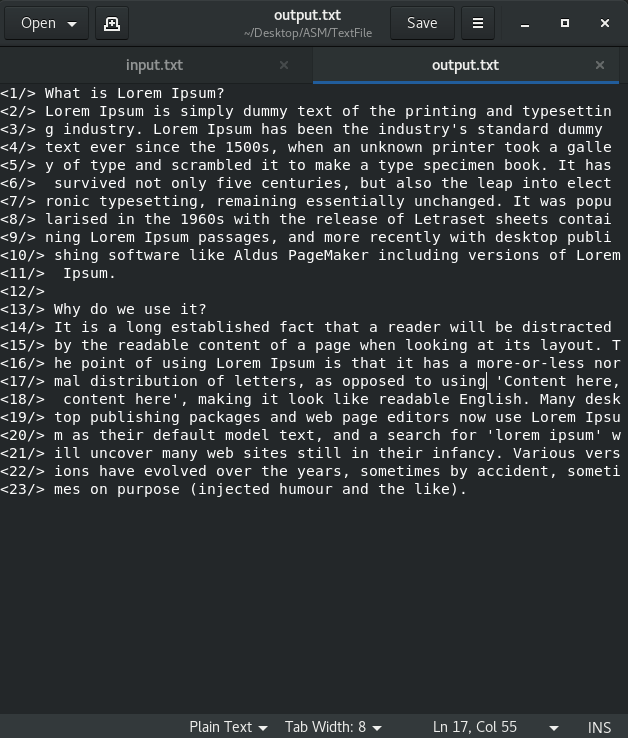 Open
output.txt
~/Desktop/ASM/TextFile
Save
input.txt
output.txt
<1/> What is Lorem Ipsum?
<2/> Lorem Ipsum is simply dummy text of the printing and typesettin
<3/> g industry. Lorem Ipsum has been the industry's standard dummy
<4/> text ever since the 1500s, when an unknown printer took a galle
<5/> y of type and scrambled it to make a type specimen book. It has
<6/>  survived not only five centuries, but also the leap into elect
<7/> ronic typesetting, remaining essentially unchanged. It was popu
<8/> larised in the 1960s with the release of Letraset sheets contai
<9/> ning Lorem Ipsum passages, and more recently with desktop publi
<10/> shing software like Aldus PageMaker including versions of Lorem
<11/>  Ipsum.
<12/>
<13/> Why do we use it?
<14/> It is a long established fact that a reader will be distracted
<15/> by the readable content of a page when looking at its layout. T
<16/> he point of using Lorem Ipsum is that it has a more-or-less nor
<17/> mal distribution of letters, as opposed to using 'Content here,
<18/>  content here', making it look like readable English. Many desk
<19/> top publishing packages and web page editors now use Lorem Ipsu
<20/> m as their default model text, and a search for 'lorem ipsum' w
<21/> ill uncover many web sites still in their infancy. Various vers
<22/> ions have evolved over the years, sometimes by accident, someti
<23/> mes on purpose (injected humour and the like).
Plain Text Tab Width: 8 Ln 17, Col 55 INS